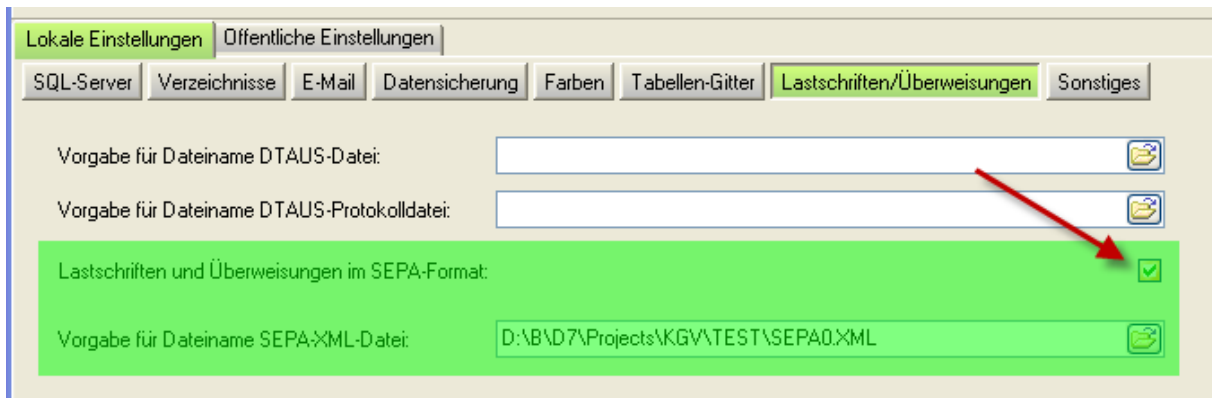 Lokale Einstellungen Offentliche Einstellungen
SQL-Server Verzeichnisse E-Mail Datensicherung Farben Tabellen-Gitter Lastschriften/Überweisungen Sonstiges
Vorgabe für Dateiname DTAUS-Datei:
Vorgabe für Dateiname DTAUS-Protokolldatei:
Lastschriften und Überweisungen im SEPA-Format:
Vorgabe für Dateiname SEPA-XML-Datei: D:\B\D7\Projects\KGV\TEST\SEPA0.XML